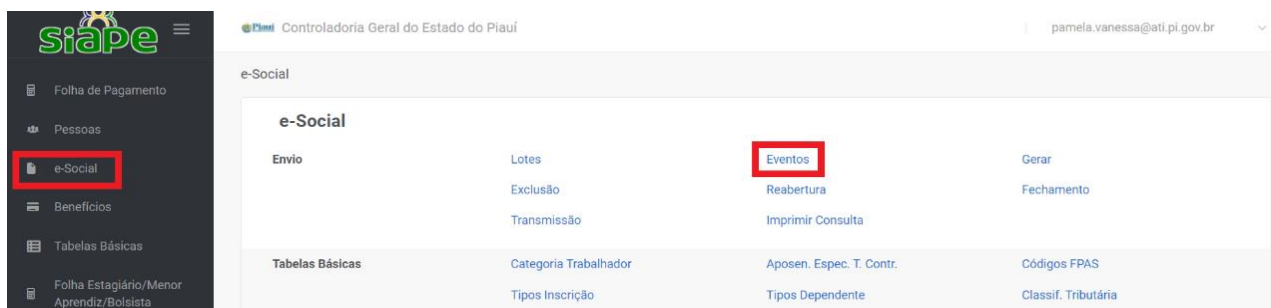 siape
Piauí Controladoria Geral do Estado do Piauí pamela.vanessa@ati.pi.gov.br
Folha de Pagamento
Pessoas
e-Social
Benefícios
Tabelas Básicas
Folha Estagiário/Menor
Aprendiz/Bolsista
e-Social
e-Social
Envio Lotes Eventos Gerar
Exclusão Reabertura Fechamento
Transmissão Imprimir Consulta
Tabelas Básicas Categoria Trabalhador Aposen. Espec. T. Contr. Códigos FPAS
Tipos Inscrição Tipos Dependente Classif. Tributária